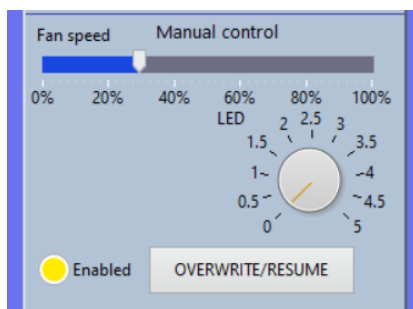 Fan speed Manual control
0% 20% 40% 60% 80% 100%
LED
2 2.5 3
1.5 3.5
1 4
0.5 4.5
0 5
Enabled OVERWRITE/RESUME